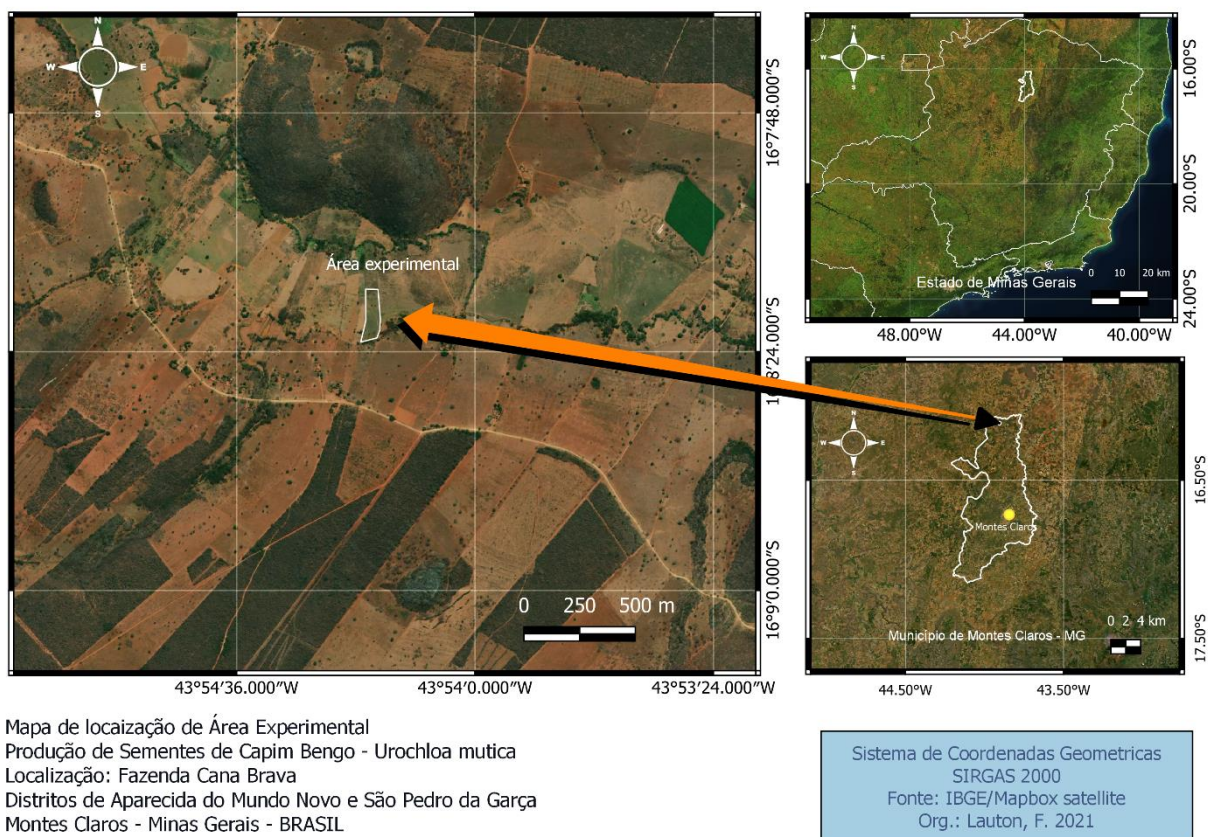 N
W E
S
Área experimental
0 250 500 m
16°7'48.000"S
16°8'24.000"S
16°9'0.000"S
43°54'36.000"W 43°54'0.000"W 43°53'24.000"W
N
W E
S
Estado de Minas Gerais
0 10 20 km
16.00°S
20.00°S
24.00°S
48.00°W 44.00°W 40.00°W
N
W E
S
Montes Claros
Municipio de Montes Claros - MG
0 2 4 km
16.50°S
17.50°S
44.50°W 43.50°W
Mapa de locaização de Área Experimental
Produção de Sementes de Capim Bengo - Urochloa mutica
Localização: Fazenda Cana Brava
Distritos de Aparecida do Mundo Novo e São Pedro da Garça
Montes Claros - Minas Gerais - BRASIL
Sistema de Coordenadas Geometricas
SIRGAS 2000
Fonte: IBGE/Mapbox satellite
Org.: Lauton, F. 2021